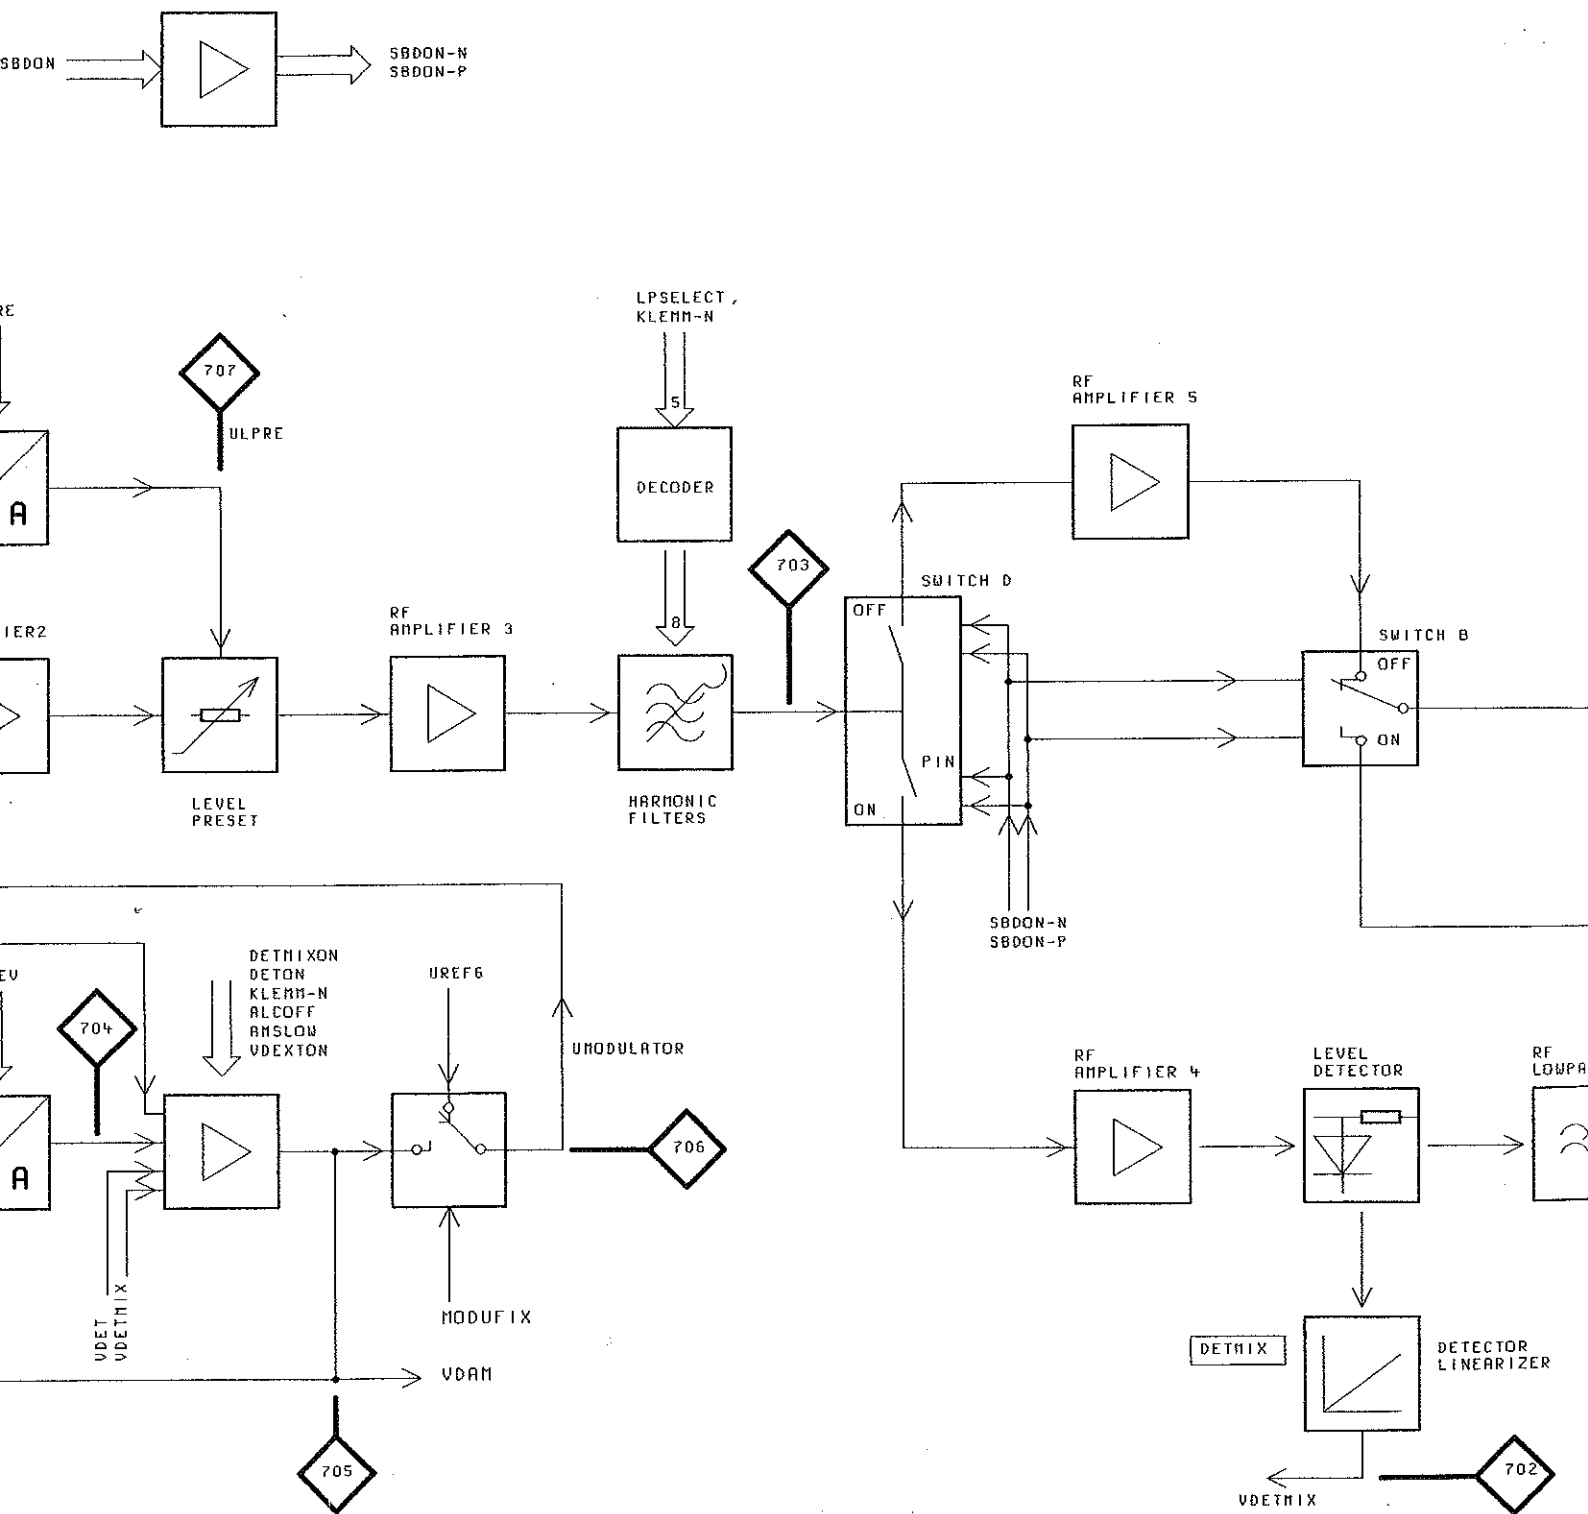 SBDON
SBDON-N
SBDON-P
RE
LPSELECT,
KLEMM-N
707
ULPRE
5
RF
AMPLIFIER 5
A
DECODER
703
SWITCH D
OFF
8
IER2
RF
AMPLIFIER 3
SWITCH B
OFF
ON
PIN
ON
LEVEL
PRESET
HARMONIC
FILTERS
SBDON-N
SBDON-P
EV
704
DETMIXON
DETON
KLEMM-N
ALCOFF
AMSLOW
VDEXTON
UREF6
UMODULATOR
RF
AMPLIFIER 4
LEVEL
DETECTOR
RF
LOWPA
A
706
VDET
VDETMIX
MODUFIX
VDAM
DETMIX
DETECTOR
LINEARIZER
705
702
VDETMIX